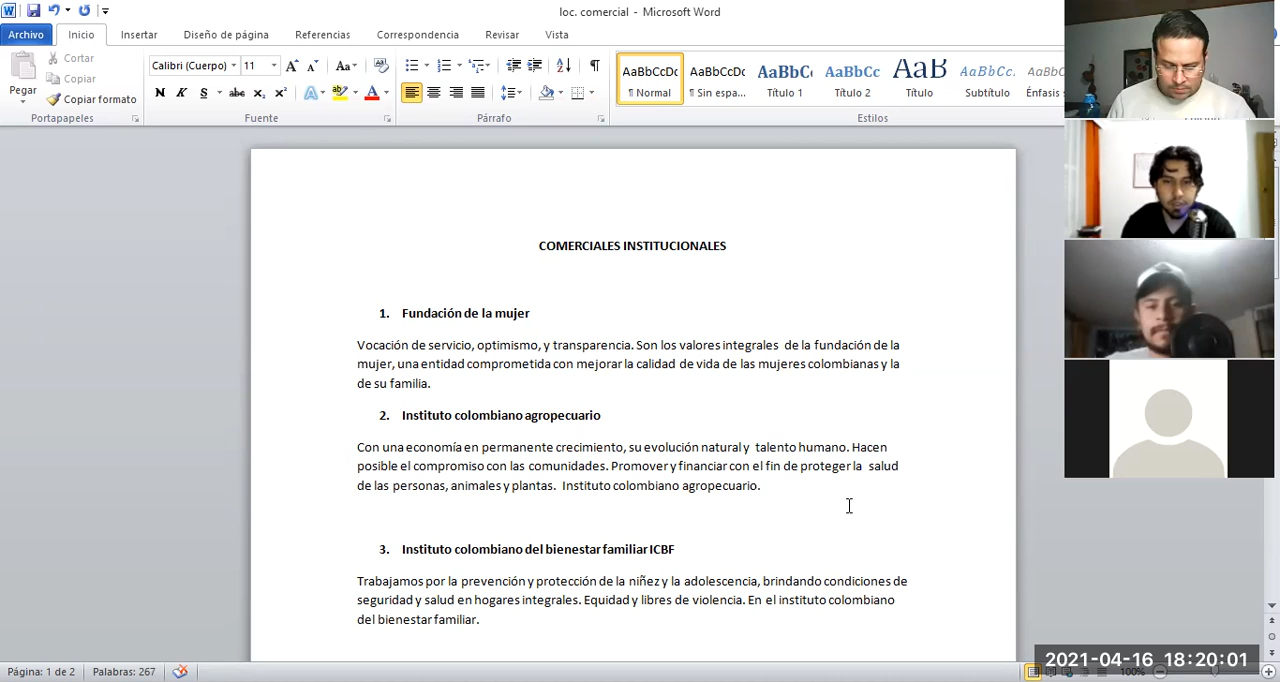 loc. comercial - Microsoft Word
Archivo Inicio Insertar Diseño de página Referencias Correspondencia Revisar Vista
Pegar
Cortar
Copiar
Copiar formato
Portapapeles
Calibri (Cuerpo) 11
Fuente
Párrafo
AaBbCcDc AaBbCcDc AaBbC AaBbCc AaB AaBbCc. AaBbCc
¶ Normal ¶ Sin espa... Título 1 Título 2 Título Subtítulo Énfasis
Estilos
COMERCIALES INSTITUCIONALES
1. Fundación de la mujer
Vocación de servicio, optimismo, y transparencia. Son los valores integrales de la fundación de la
mujer, una entidad comprometida con mejorar la calidad de vida de las mujeres colombianas y la
de su familia.
2. Instituto colombiano agropecuario
Con una economía en permanente crecimiento, su evolución natural y talento humano. Hacen
posible el compromiso con las comunidades. Promover y financiar con el fin de proteger la salud
de las personas, animales y plantas. Instituto colombiano agropecuario.
3. Instituto colombiano del bienestar familiar ICBF
Trabajamos por la prevención y protección de la niñez y la adolescencia, brindando condiciones de
seguridad y salud en hogares integrales. Equidad y libres de violencia. En el instituto colombiano
del bienestar familiar.
Página: 1 de 2 Palabras: 267
100%
2021-04-16 18:20:01